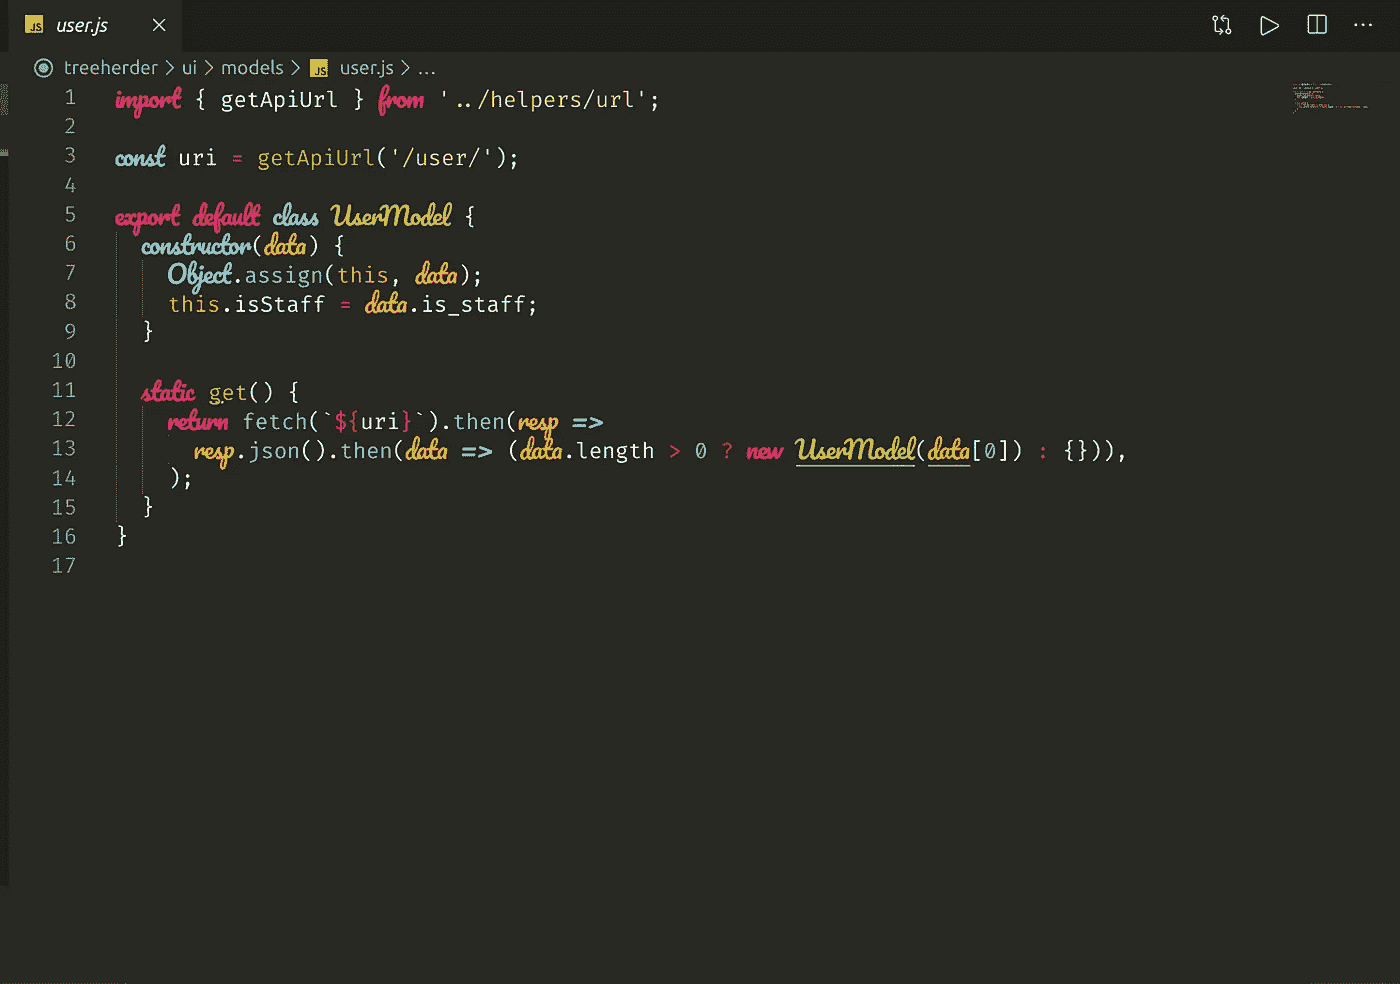 JS user.js
treeherder > ui > models > JS user.js > ...
1 import { getApiUrl } from '../helpers/url';
2
3 const uri = getApiUrl('/user/');
4
5 export default class UserModel {
6 constructor(data) {
7 Object.assign(this, data);
8 this.isStaff = data.is_staff;
9 }
10
11 static get() {
12 return fetch(`${uri}`).then(resp =>
13 resp.json().then(data => (data.length > 0 ? new UserModel(data[0]) : {})),
14 );
15 }
16 }
17